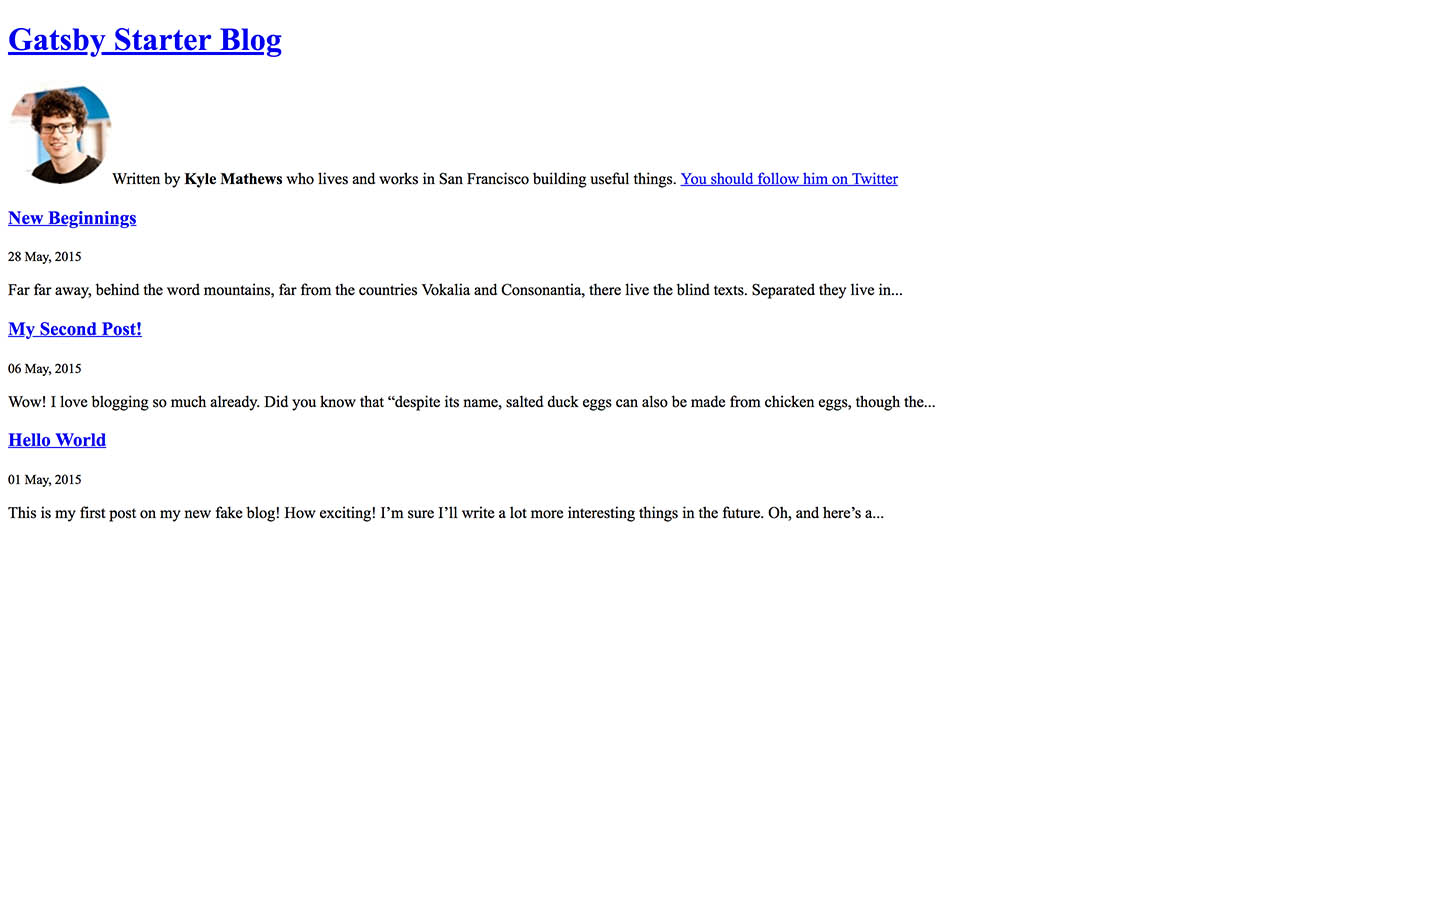 Gatsby Starter Blog
Written by Kyle Mathews who lives and works in San Francisco building useful things. You should follow him on Twitter
New Beginnings
28 May, 2015
Far far away, behind the word mountains, far from the countries Vokalia and Consonantia, there live the blind texts. Separated they live in...
My Second Post!
06 May, 2015
Wow! I love blogging so much already. Did you know that “despite its name, salted duck eggs can also be made from chicken eggs, though the...
Hello World
01 May, 2015
This is my first post on my new fake blog! How exciting! I’m sure I’ll write a lot more interesting things in the future. Oh, and here’s a...